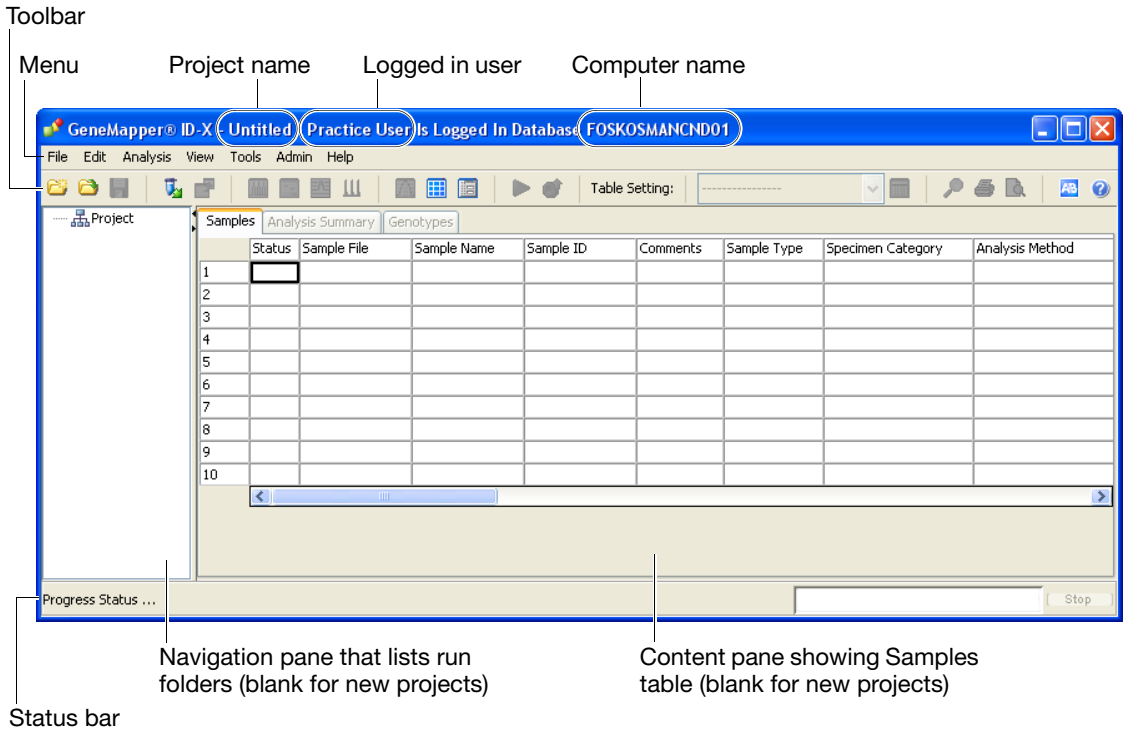 Toolbar
Menu
Project name
Logged in user
Computer name
GeneMapper® ID-X - Untitled Practice User Is Logged In Database FOSKOSMANCND01
File Edit Analysis View Tools Admin Help
Table Setting: ----------------
AB ?
Project
Samples Analysis Summary Genotypes
Status Sample File Sample Name Sample ID Comments Sample Type Specimen Category Analysis Method
1
2
3
4
5
6
7
8
9
10
Progress Status ...
Stop
Navigation pane that lists run
folders (blank for new projects)
Content pane showing Samples
table (blank for new projects)
Status bar